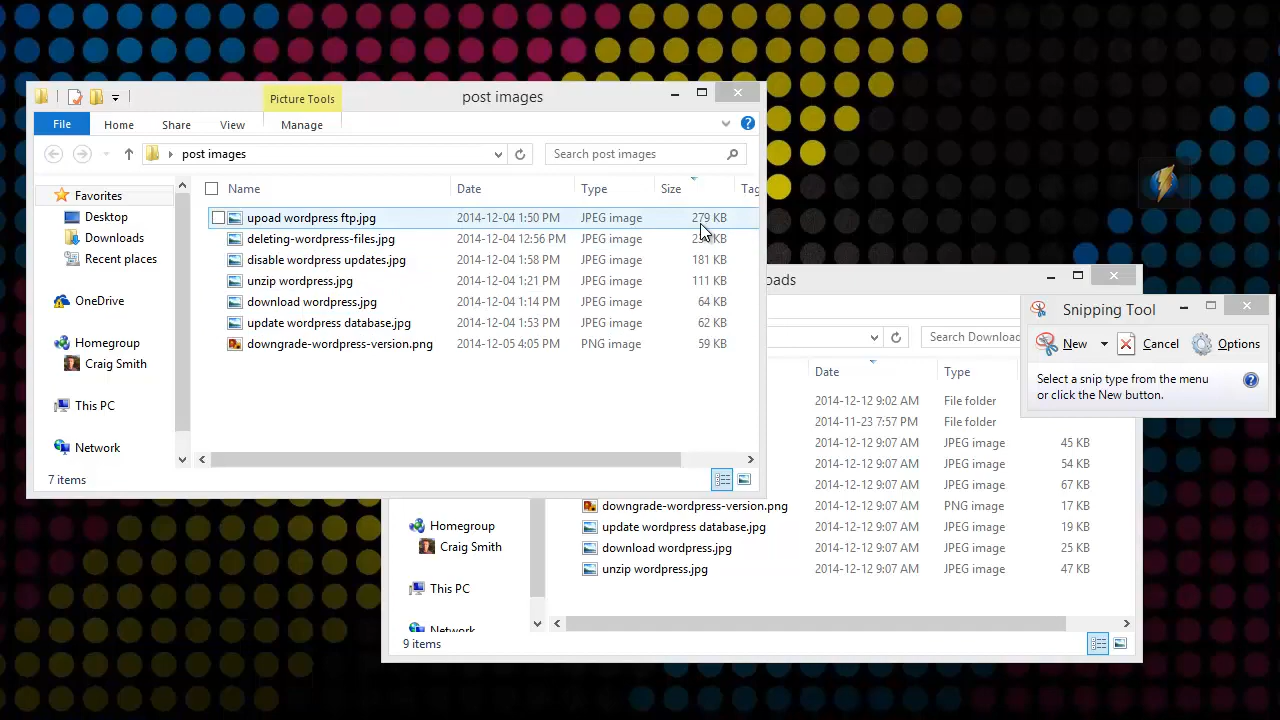 Picture Tools
post images
File
Home
Share
View
Manage
post images
Search post images
Favorites
Desktop
Downloads
Recent places
OneDrive
Homegroup
Craig Smith
This PC
Network
Name Date Type Size Tag
upoad wordpress ftp.jpg 2014-12-04 1:50 PM JPEG image 279 KB
deleting-wordpress-files.jpg 2014-12-04 12:56 PM JPEG image KB
disable wordpress updates.jpg 2014-12-04 1:58 PM JPEG image 181 KB
unzip wordpress.jpg 2014-12-04 1:21 PM JPEG image 111 KB
download wordpress.jpg 2014-12-04 1:14 PM JPEG image 64 KB
update wordpress database.jpg 2014-12-04 1:53 PM JPEG image 62 KB
downgrade-wordpress-version.png 2014-12-05 4:05 PM PNG image 59 KB
7 items
oads
Search Download
Date Type
2014-12-12 9:02 AM File folder
2014-11-23 7:57 PM File folder
2014-12-12 9:07 AM JPEG image 45 KB
2014-12-12 9:07 AM JPEG image 54 KB
2014-12-12 9:07 AM JPEG image 67 KB
downgrade-wordpress-version.png 2014-12-12 9:07 AM PNG image 17 KB
update wordpress database.jpg 2014-12-12 9:07 AM JPEG image 19 KB
download wordpress.jpg 2014-12-12 9:07 AM JPEG image 25 KB
unzip wordpress.jpg 2014-12-12 9:07 AM JPEG image 47 KB
Homegroup
Craig Smith
This PC
Network
9 items
Snipping Tool
New
Cancel
Options
Select a snip type from the menu
or click the New button.